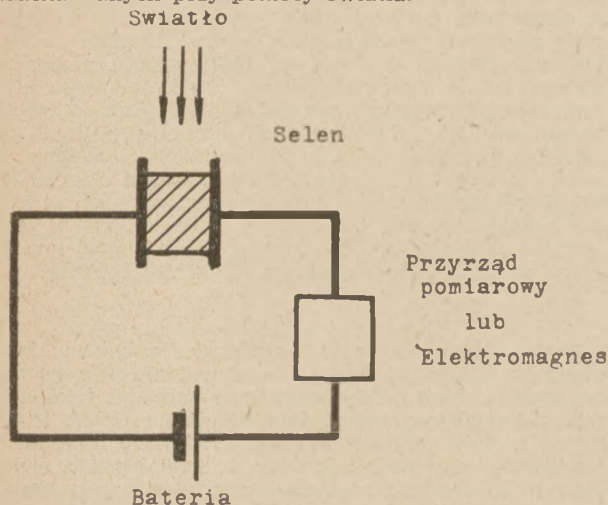 Swiatło
Selen
Przyrząd
pomiarowy
lub
Elektromagnes
Bateria